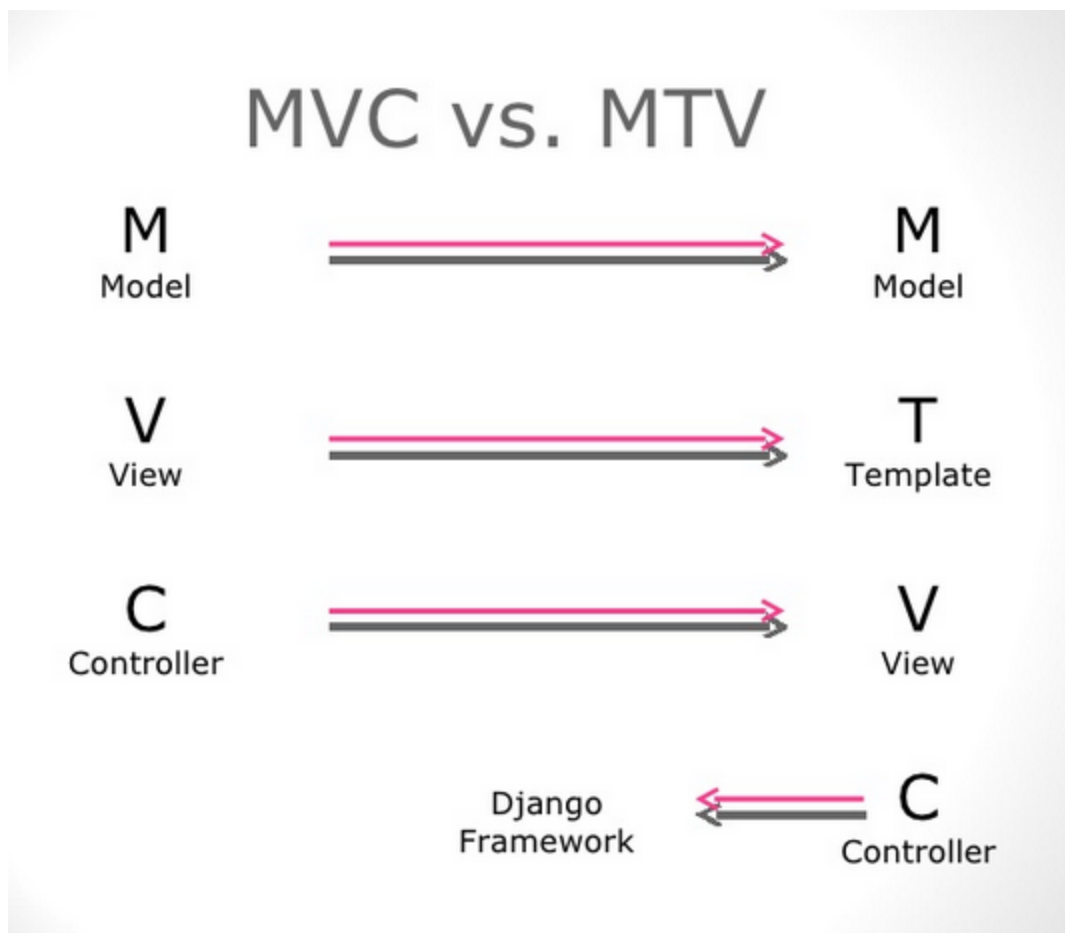 MVC vs. MTV
M
Model
M
Model
V
View
T
Template
C
Controller
V
View
Django
Framework
C
Controller